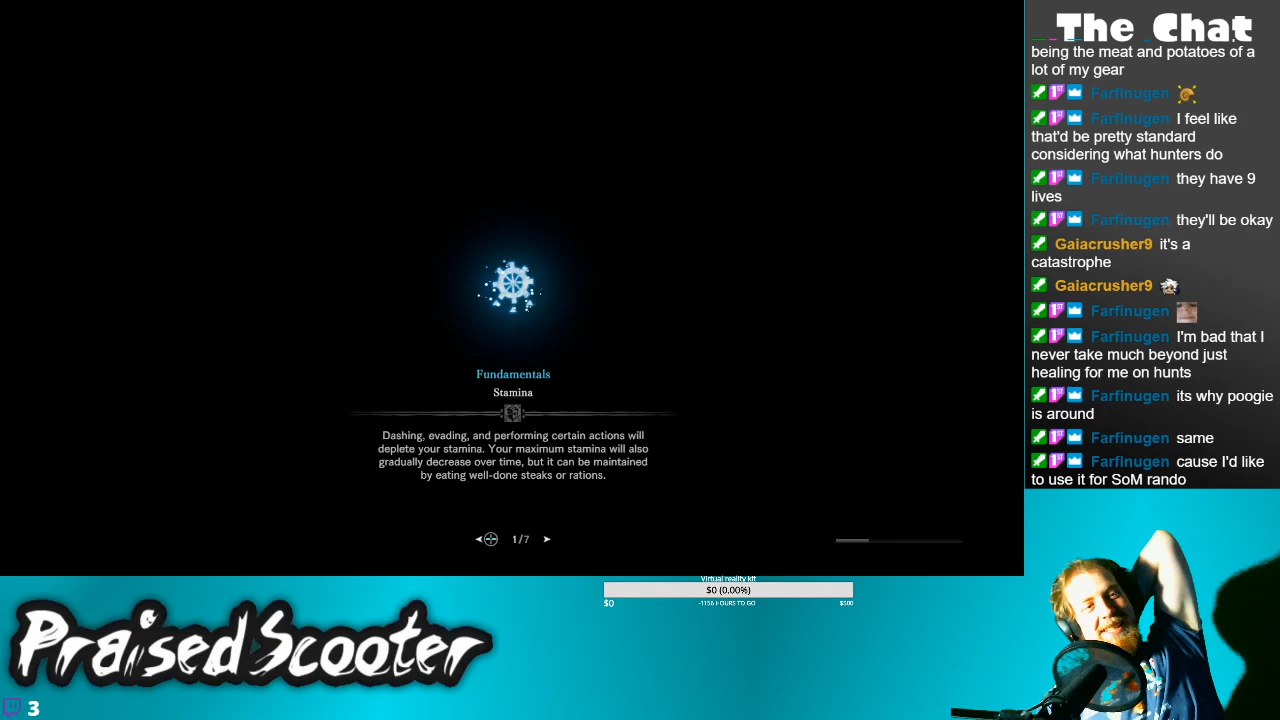 The Chat
being the meat and potatoes of a
lot of my gear
Farfinugen
Farfinugen I feel like
that'd be pretty standard
considering what hunters do
Farfinugen they have 9
lives
Farfinugen they'll be okay
Gaiacrusher9 it's a
catastrophe
Gaiacrusher9
Farfinugen
Farfinugen I'm bad that I
never take much beyond just
healing for me on hunts
Farfinugen its why poogie
is around
Farfinugen same
Farfinugen cause I'd like
to use it for SoM rando
Fundamentals
Stamina
Dashing, evading, and performing certain actions will
deplete your stamina. Your maximum stamina will also
gradually decrease over time, but it can be maintained
by eating well-done steaks or rations.
1/7
Virtual reality kit
$0 (0.00%)
$0 -1156 HOURS TO GO $500
PraisedScooter
3